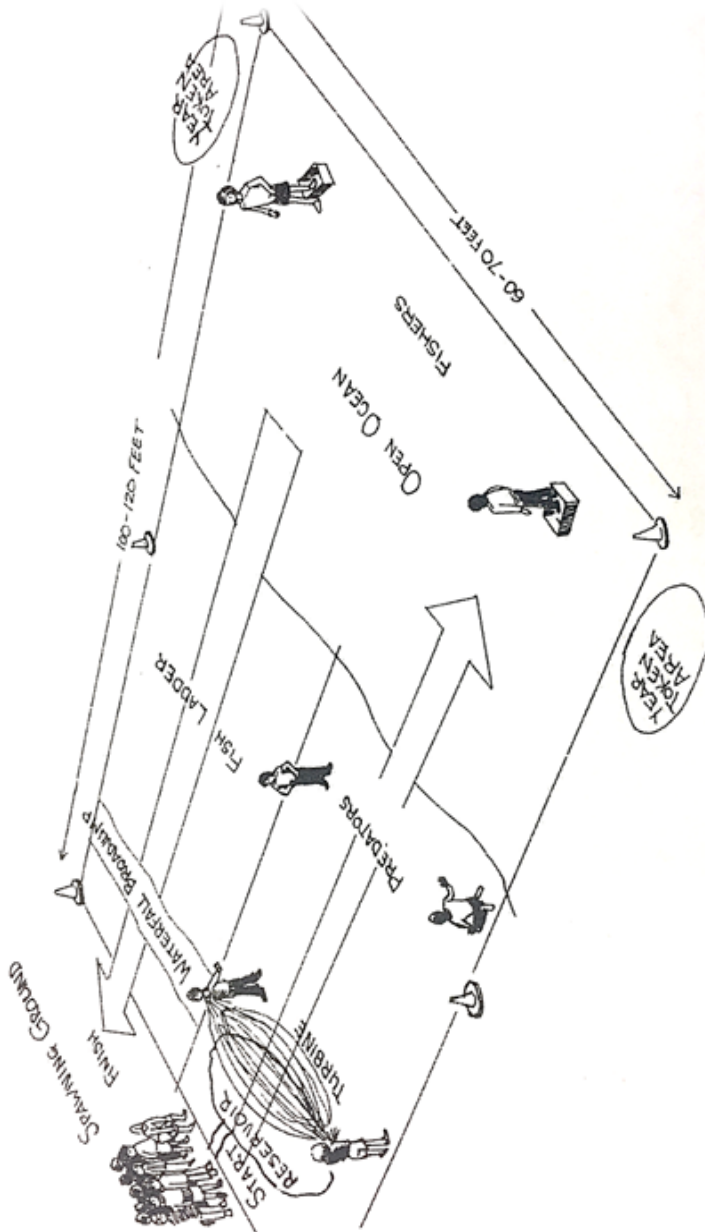 YEAR
TOKEN
AREA
60-70 FEET
FISHERS
OPEN OCEAN
100-120 FEET
YEAR
TOKEN
AREA
FISH LADDER
PREDATORS
WATERFALL BROADJUMP
TURBINE
RESERVOIR
START
FINISH
SPAWNING GROUND